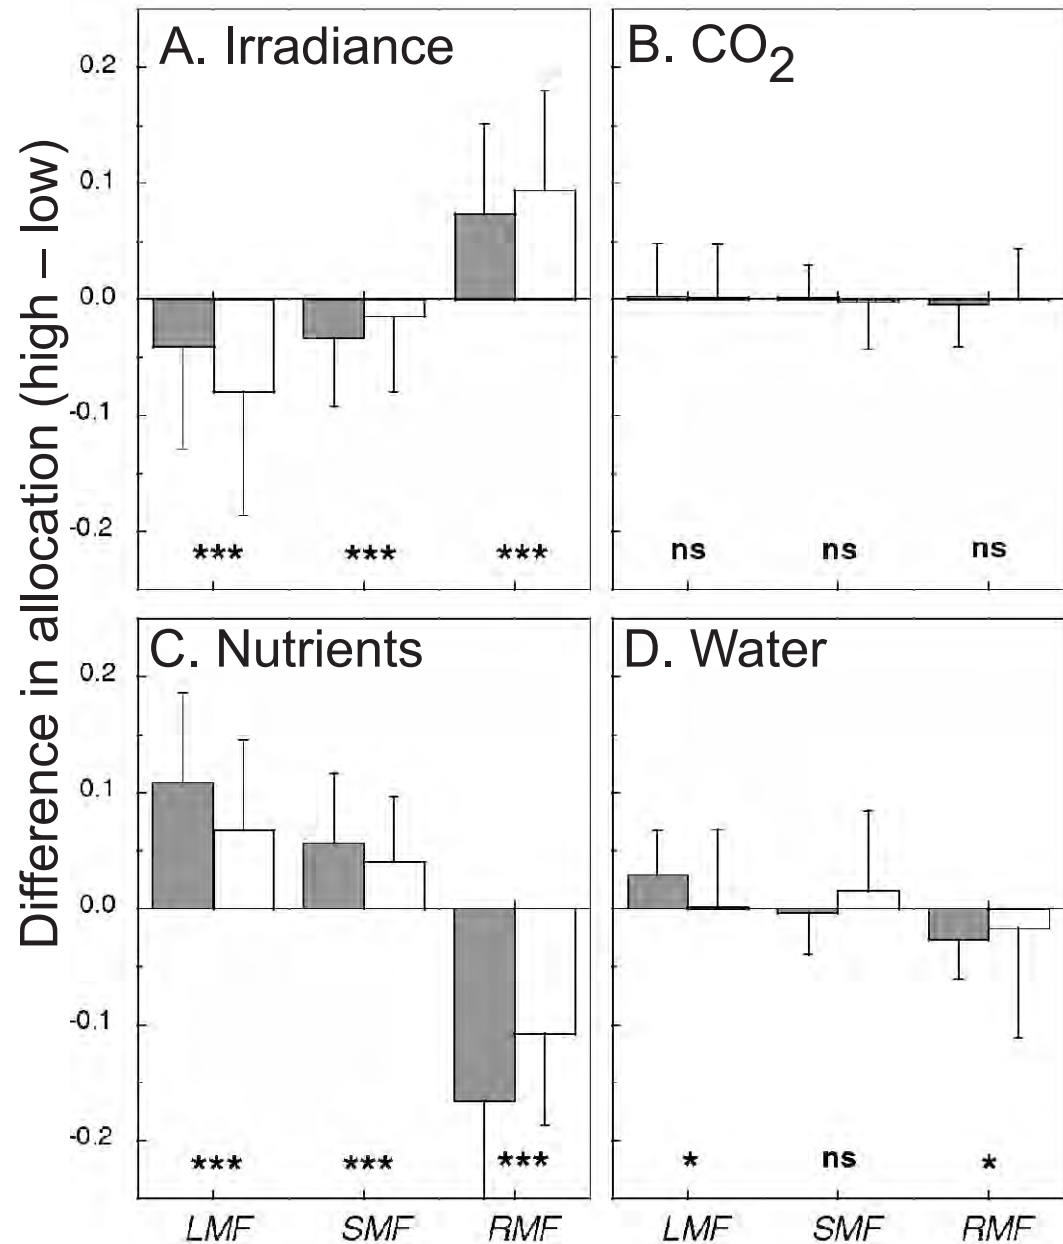 Difference in allocation (high – low)
A. Irradiance
0.2
0.1
0.0
-0.1
-0.2
*** *** ***
B. CO2
ns ns ns
C. Nutrients
0.2
0.1
0.0
-0.1
-0.2
*** *** ***
LMF SMF RMF
D. Water
* ns *
LMF SMF RMF